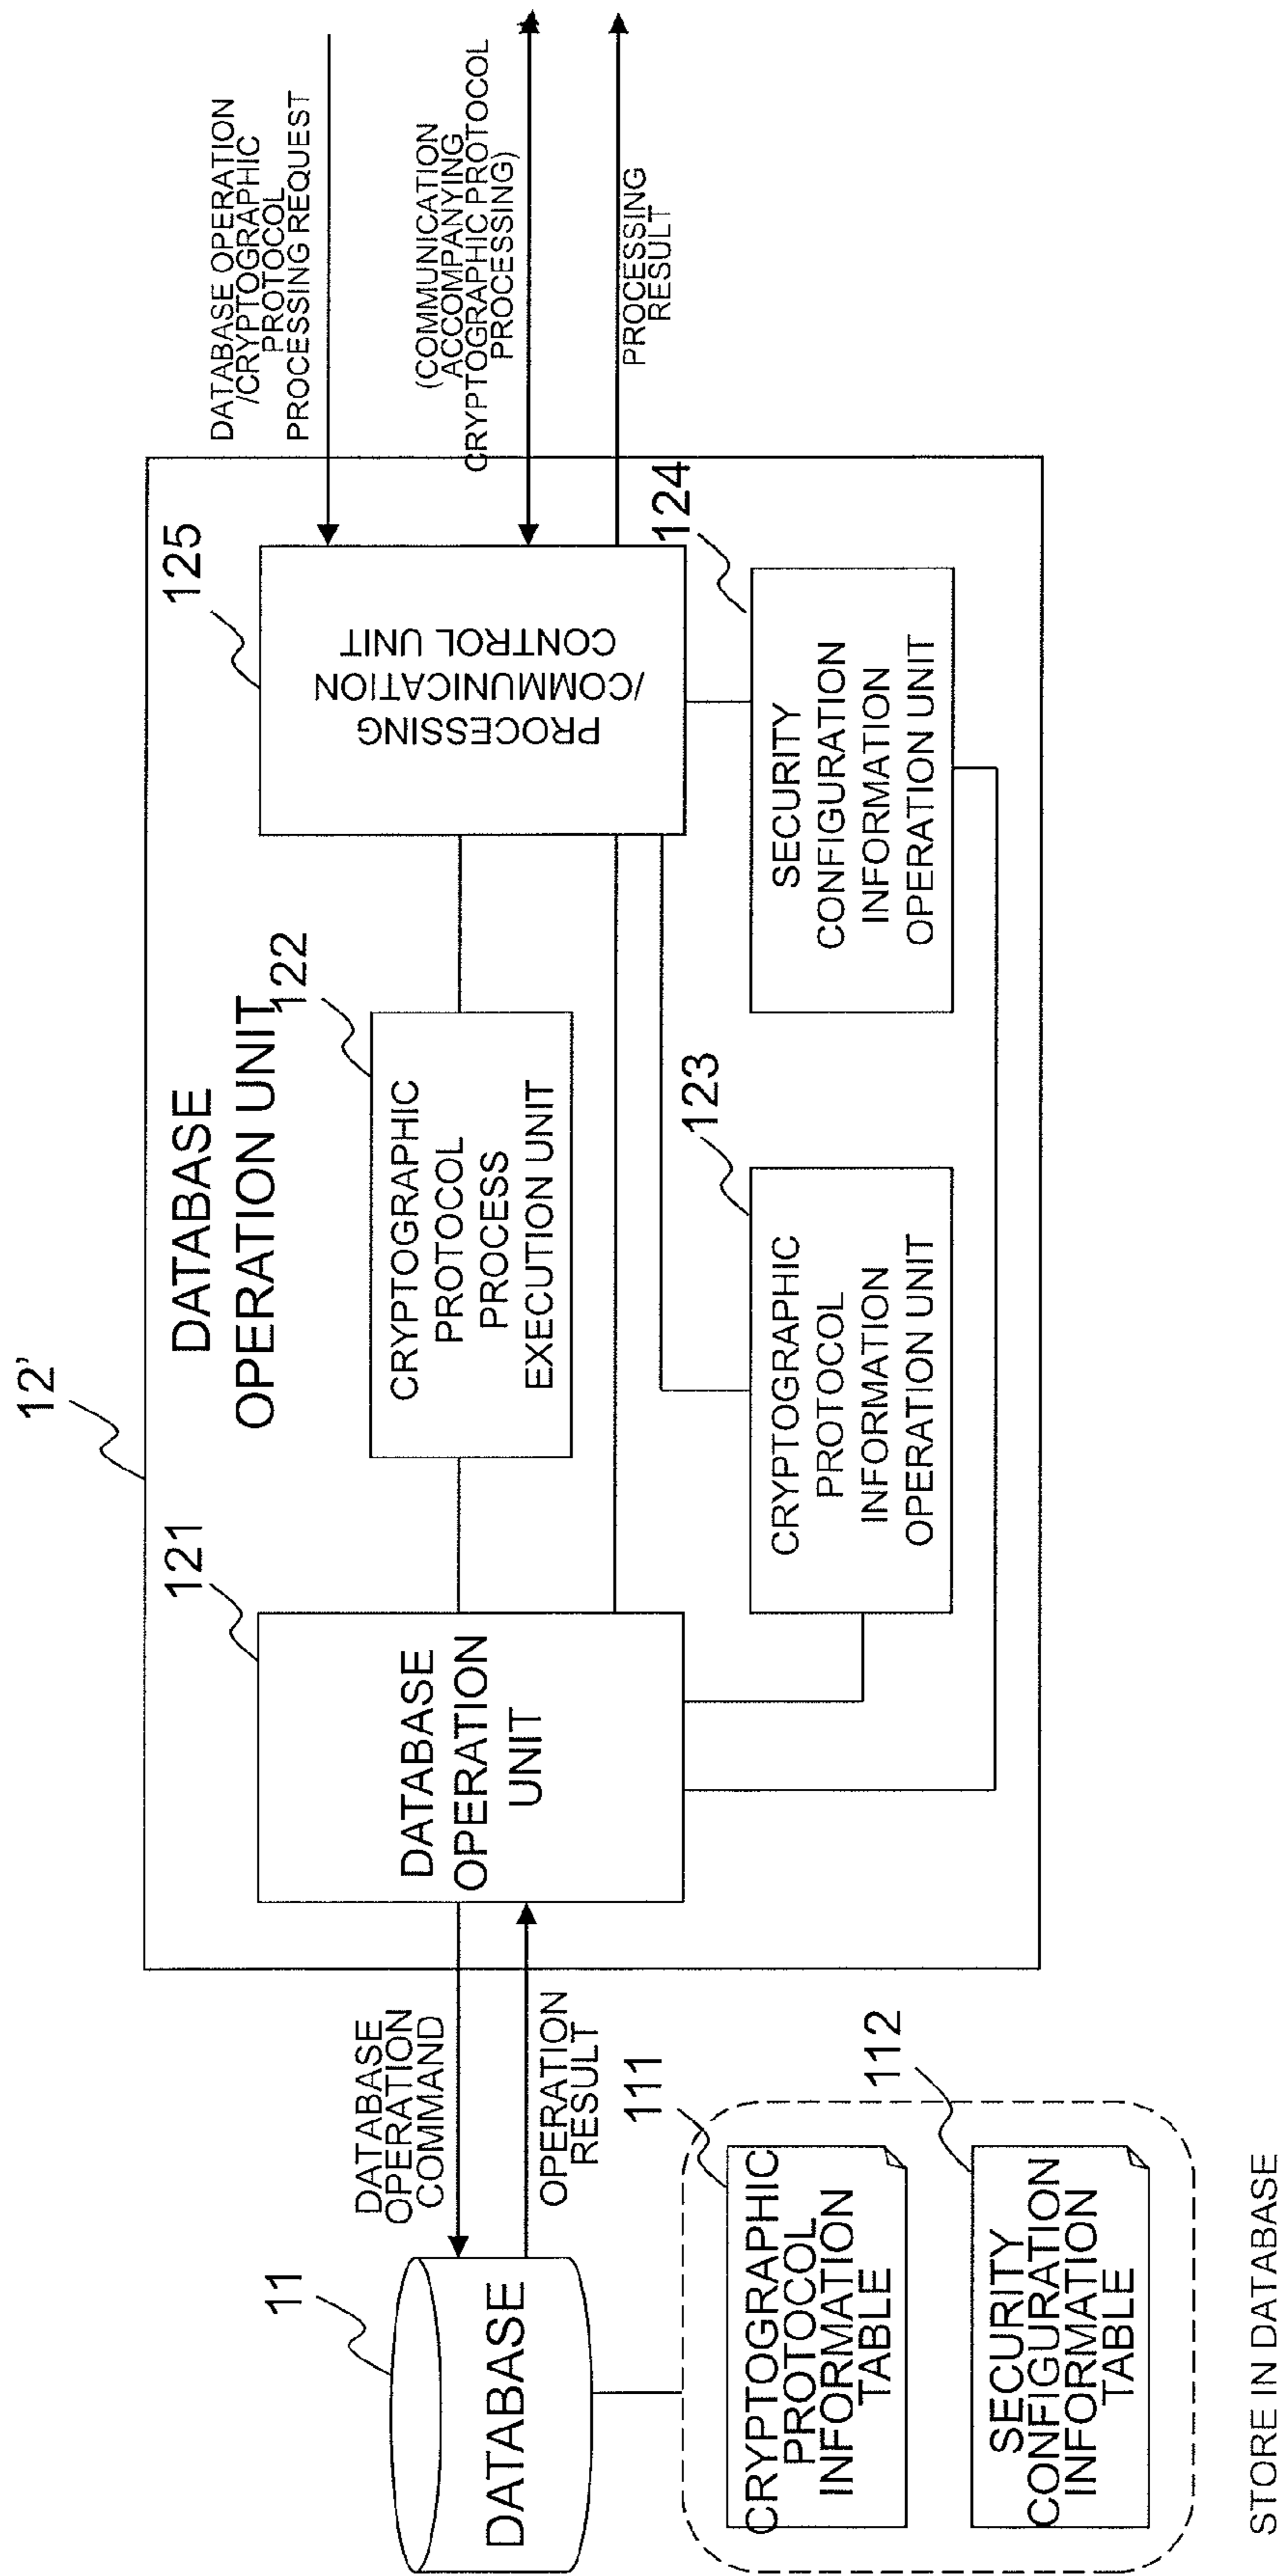 12'
DATABASE
OPERATION UNIT
11
DATABASE
DATABASE
OPERATION
COMMAND
OPERATION
RESULT
111
CRYPTOGRAPHIC
PROTOCOL
INFORMATION
TABLE
112
SECURITY
CONFIGURATION
INFORMATION
TABLE
STORE IN DATABASE
121
DATABASE
OPERATION
UNIT
122
CRYPTOGRAPHIC
PROTOCOL
PROCESS
EXECUTION UNIT
123
CRYPTOGRAPHIC
PROTOCOL
INFORMATION
OPERATION UNIT
124
SECURITY
CONFIGURATION
INFORMATION
OPERATION UNIT
125
PROCESSING
/COMMUNICATION
CONTROL UNIT
DATABASE OPERATION
/CRYPTOGRAPHIC
PROTOCOL
PROCESSING REQUEST
(COMMUNICATION
ACCOMPANYING
CRYPTOGRAPHIC PROTOCOL
PROCESSING)
PROCESSING
RESULT